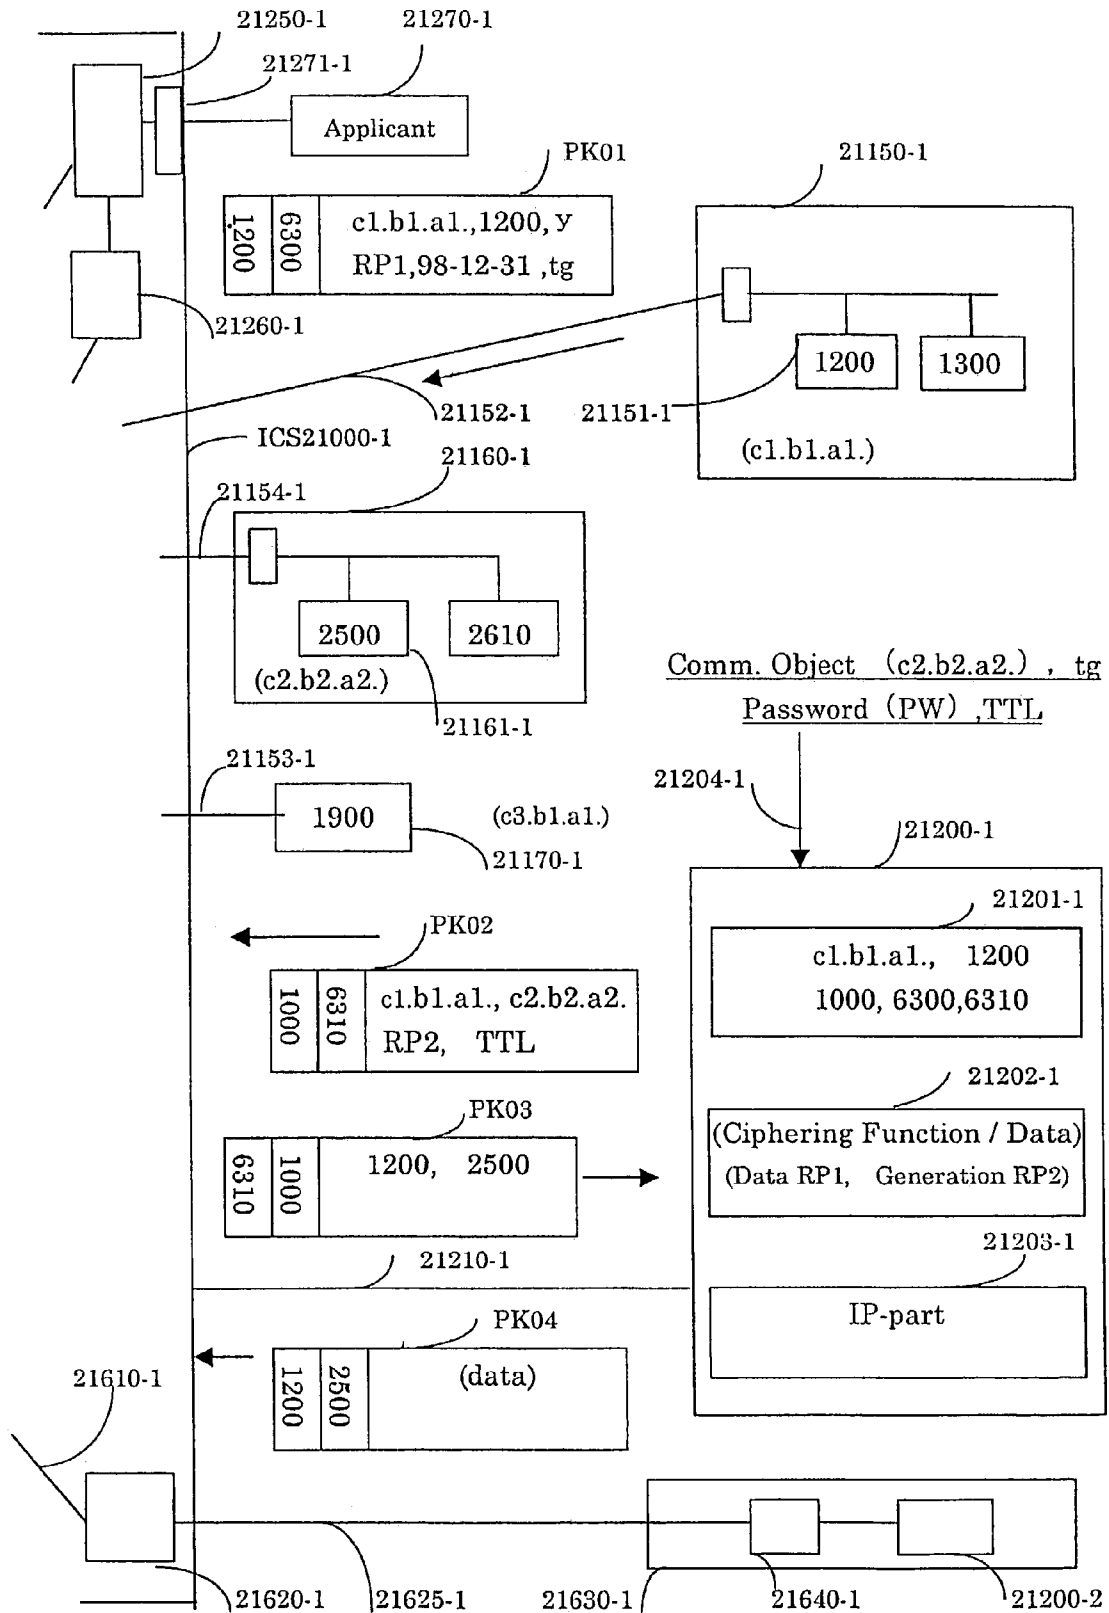 21250-1
21270-1
21271-1
Applicant
PK01
21150-1
1200
6300
c1.b1.a1.,1200, y
RP1,98-12-31 ,tg
21260-1
1200
1300
21152-1
21151-1
(c1.b1.a1.)
ICS21000-1
21160-1
21154-1
2500
2610
(c2.b2.a2.)
21161-1
Comm. Object (c2.b2.a2.) , tg
Password (PW) ,TTL
21153-1
21204-1
1900
(c3.b1.a1.)
21200-1
21170-1
21201-1
PK02
c1.b1.a1., 1200
1000, 6300,6310
1000
6310
c1.b1.a1., c2.b2.a2.
RP2, TTL
21202-1
PK03
(Ciphering Function / Data)
(Data RP1, Generation RP2)
6310
1000
1200, 2500
21203-1
21210-1
IP-part
PK04
21610-1
1200
2500
(data)
21620-1
21625-1
21630-1
21640-1
21200-2